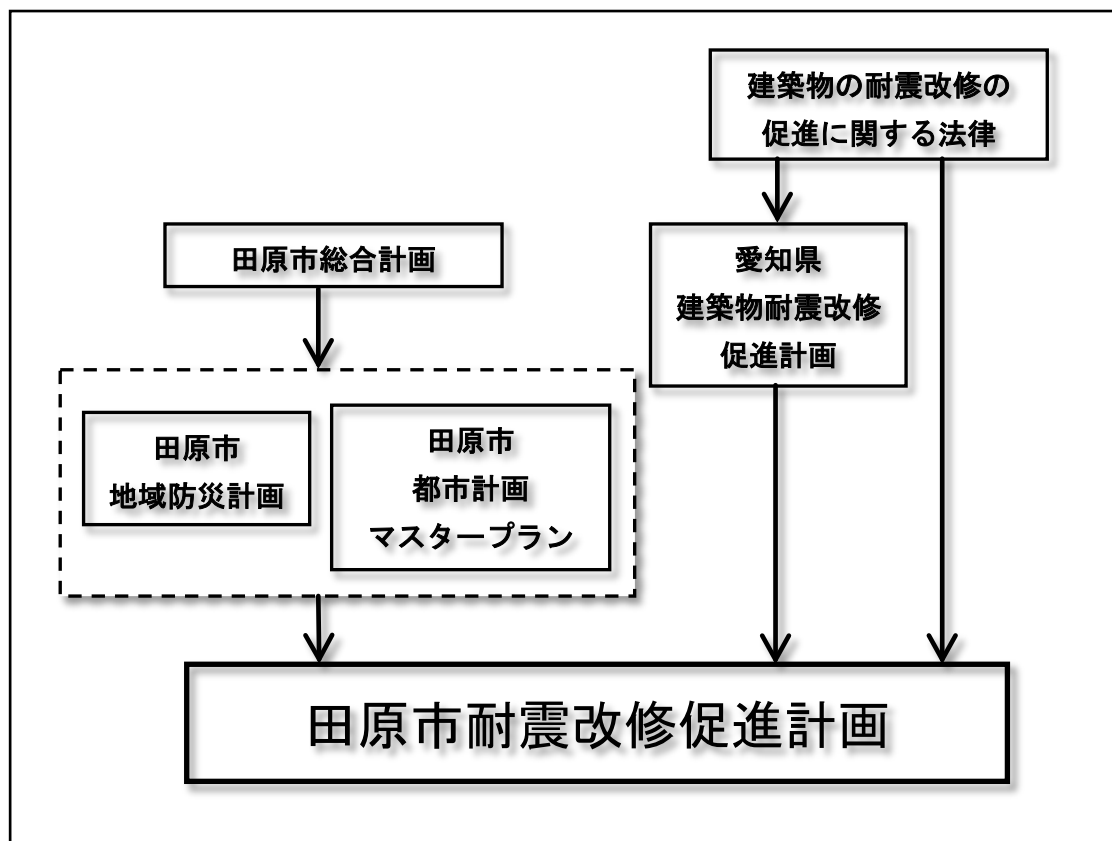 建築物の耐震改修の
促進に関する法律
田原市総合計画
愛知県
建築物耐震改修
促進計画
田原市
地域防災計画
田原市
都市計画
マスタープラン
田原市耐震改修促進計画